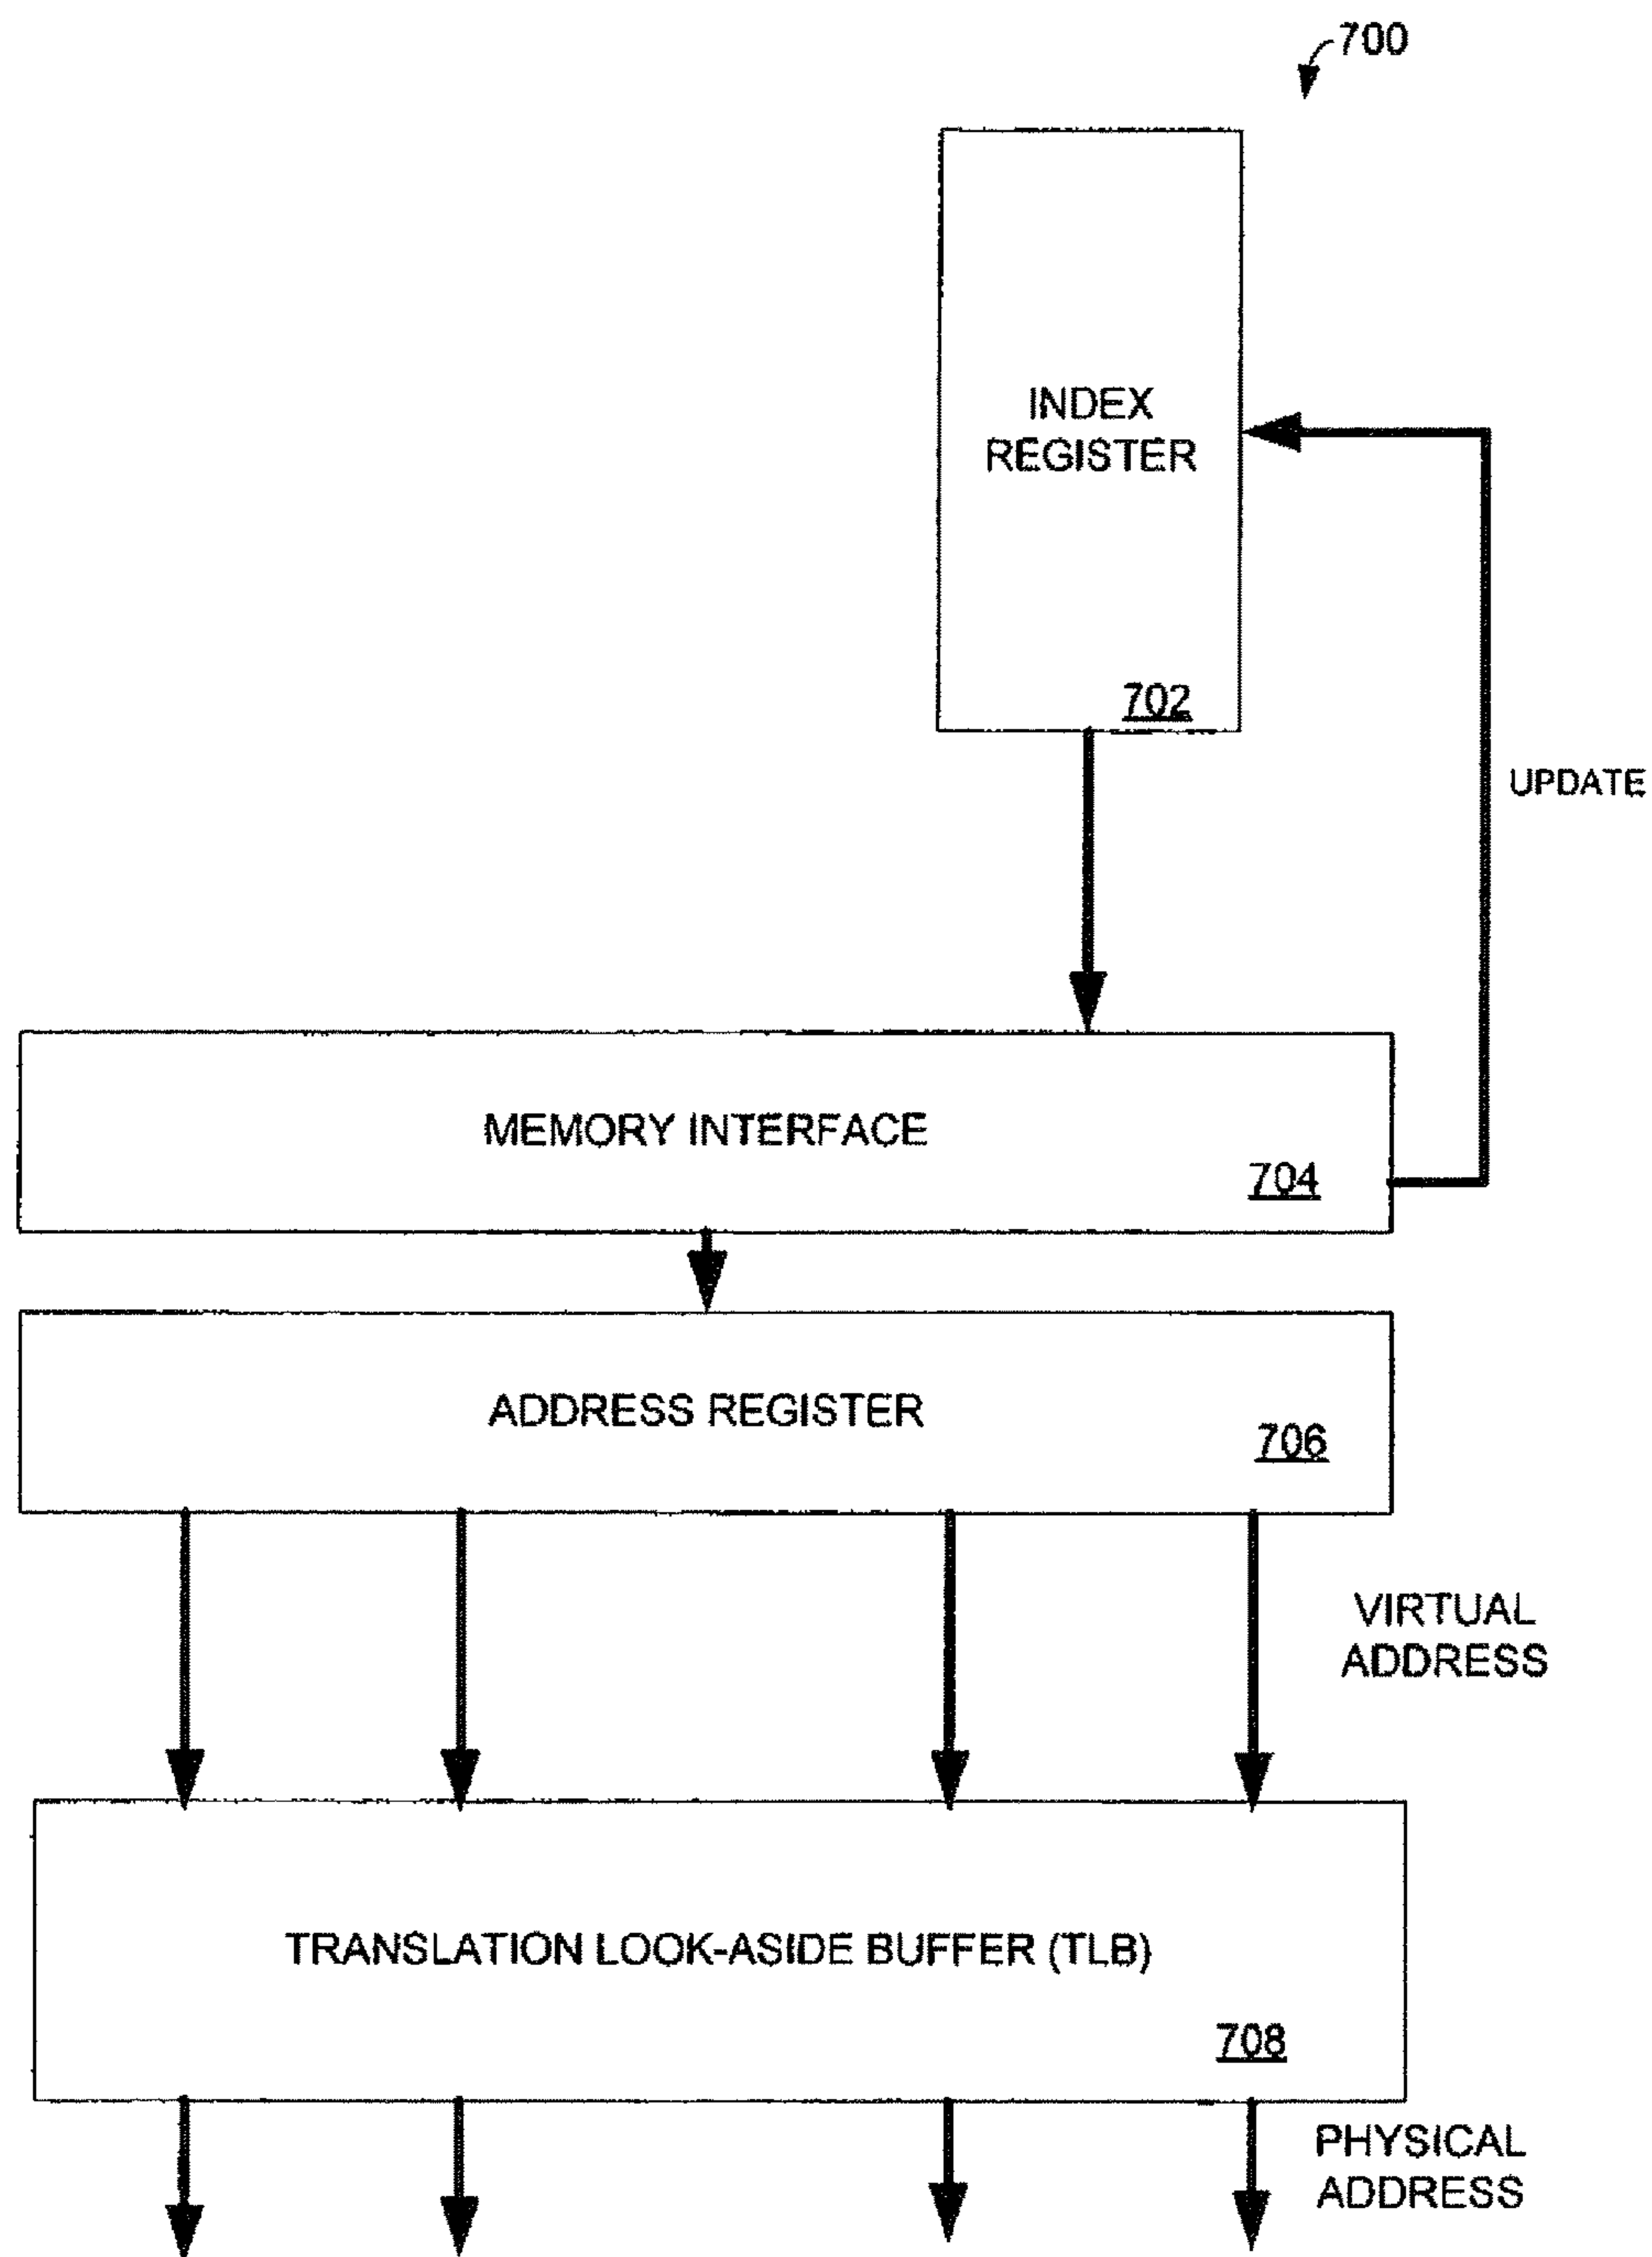 700
INDEX
REGISTER
702
UPDATE
MEMORY INTERFACE
704
ADDRESS REGISTER
706
VIRTUAL
ADDRESS
TRANSLATION LOOK-ASIDE BUFFER (TLB)
708
PHYSICAL
ADDRESS